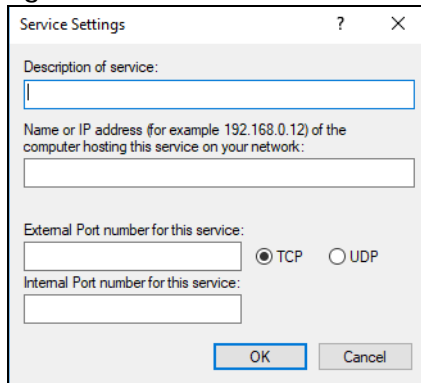 Service Settings ? ×
Description of service:
Name or IP address (for example 192.168.0.12) of the
computer hosting this service on your network:
External Port number for this service:
TCP UDP
Internal Port number for this service:
OK Cancel